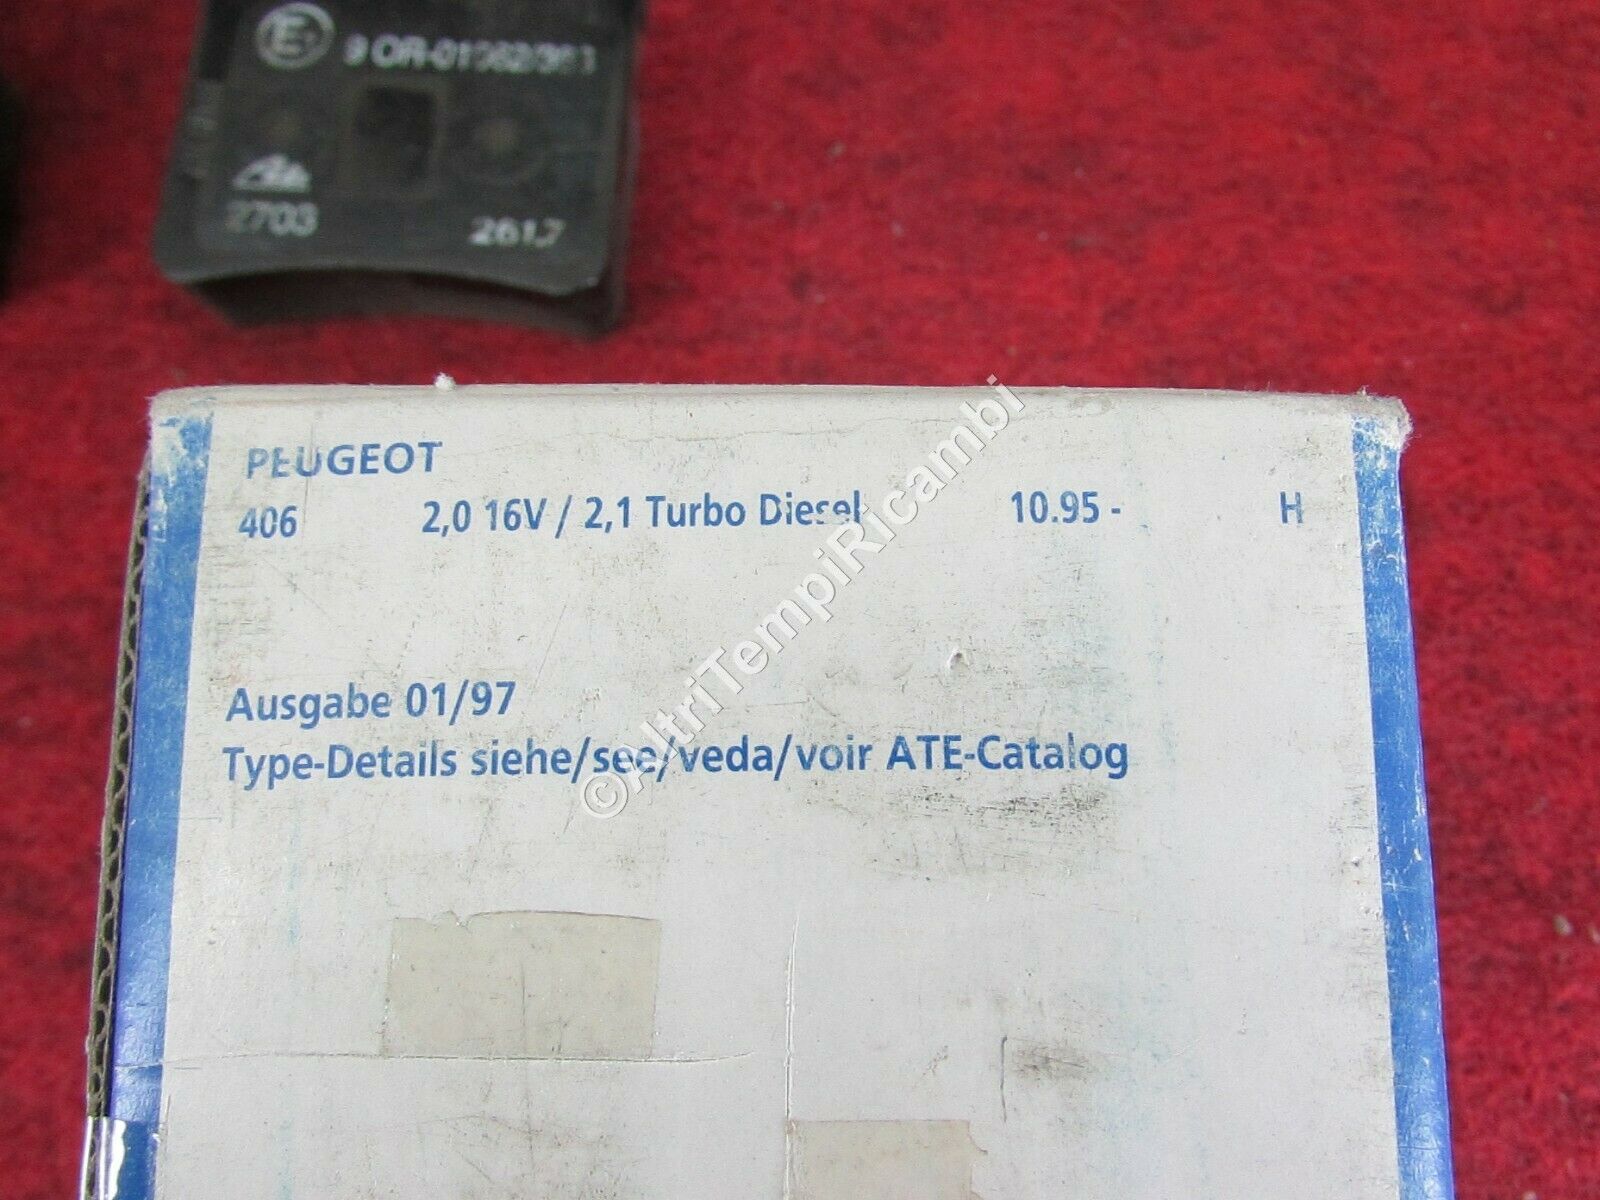 E
2703 2617
PEUGEOT
406 2,0 16V / 2,1 Turbo Diesel 10.95 - H
Ausgabe 01/97
Type-Details siehe/see/veda/voir ATE-Catalog
©AltriTempiRicambi